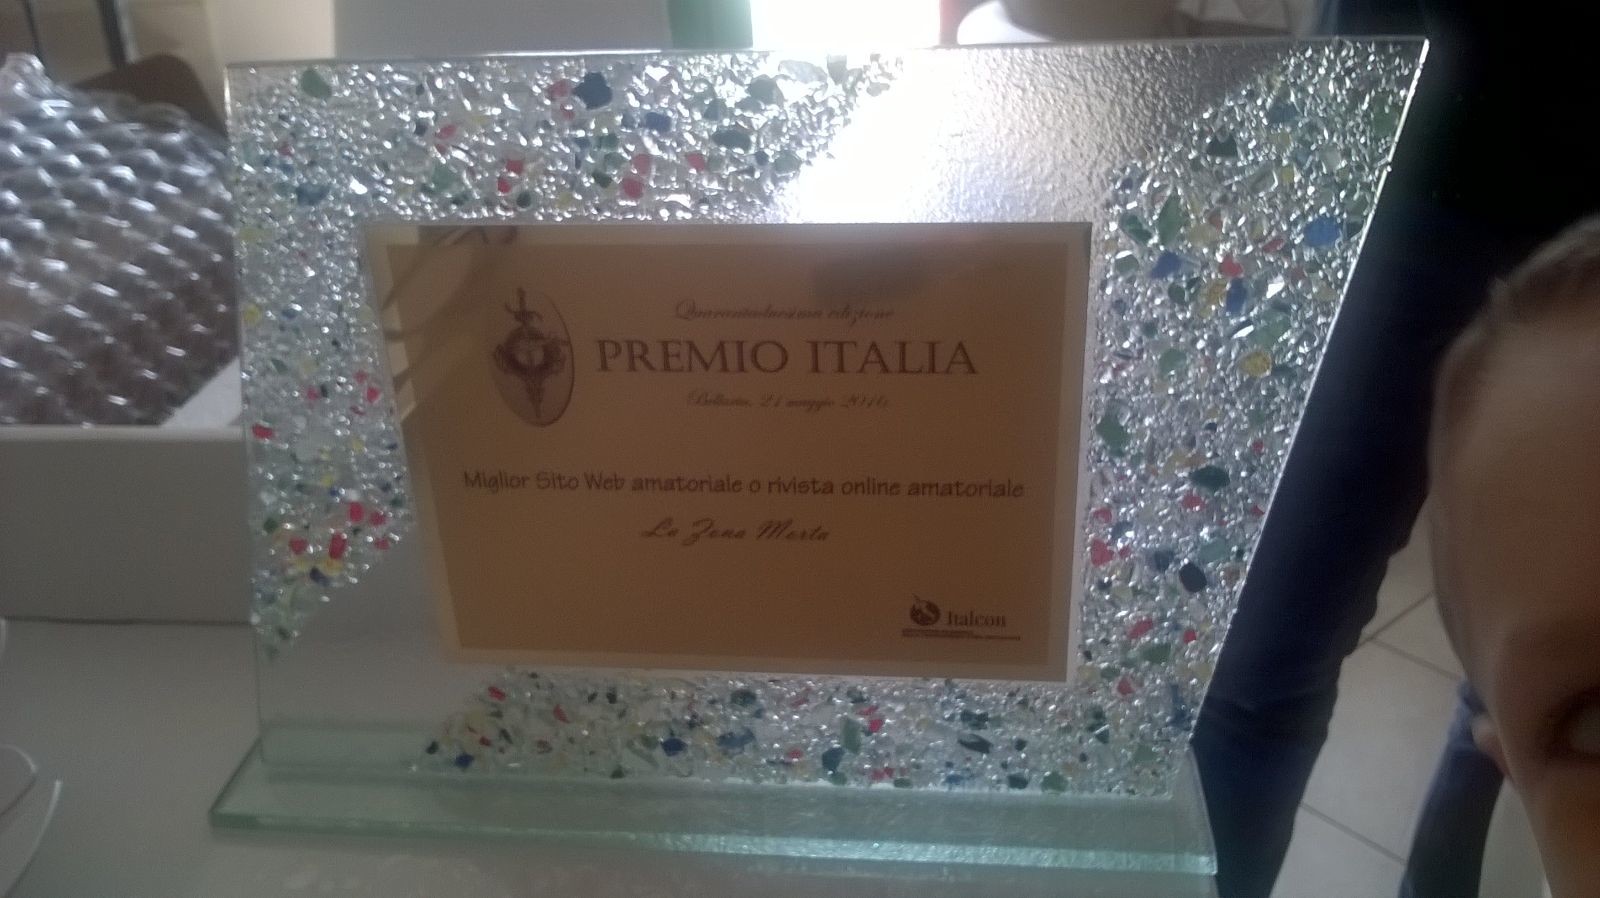 Quarantaduesima edizione
PREMIO ITALIA
Bellaria, 21 maggio 2016
Miglior Sito Web amatoriale o rivista online amatoriale
La Zona Morta
Italcon